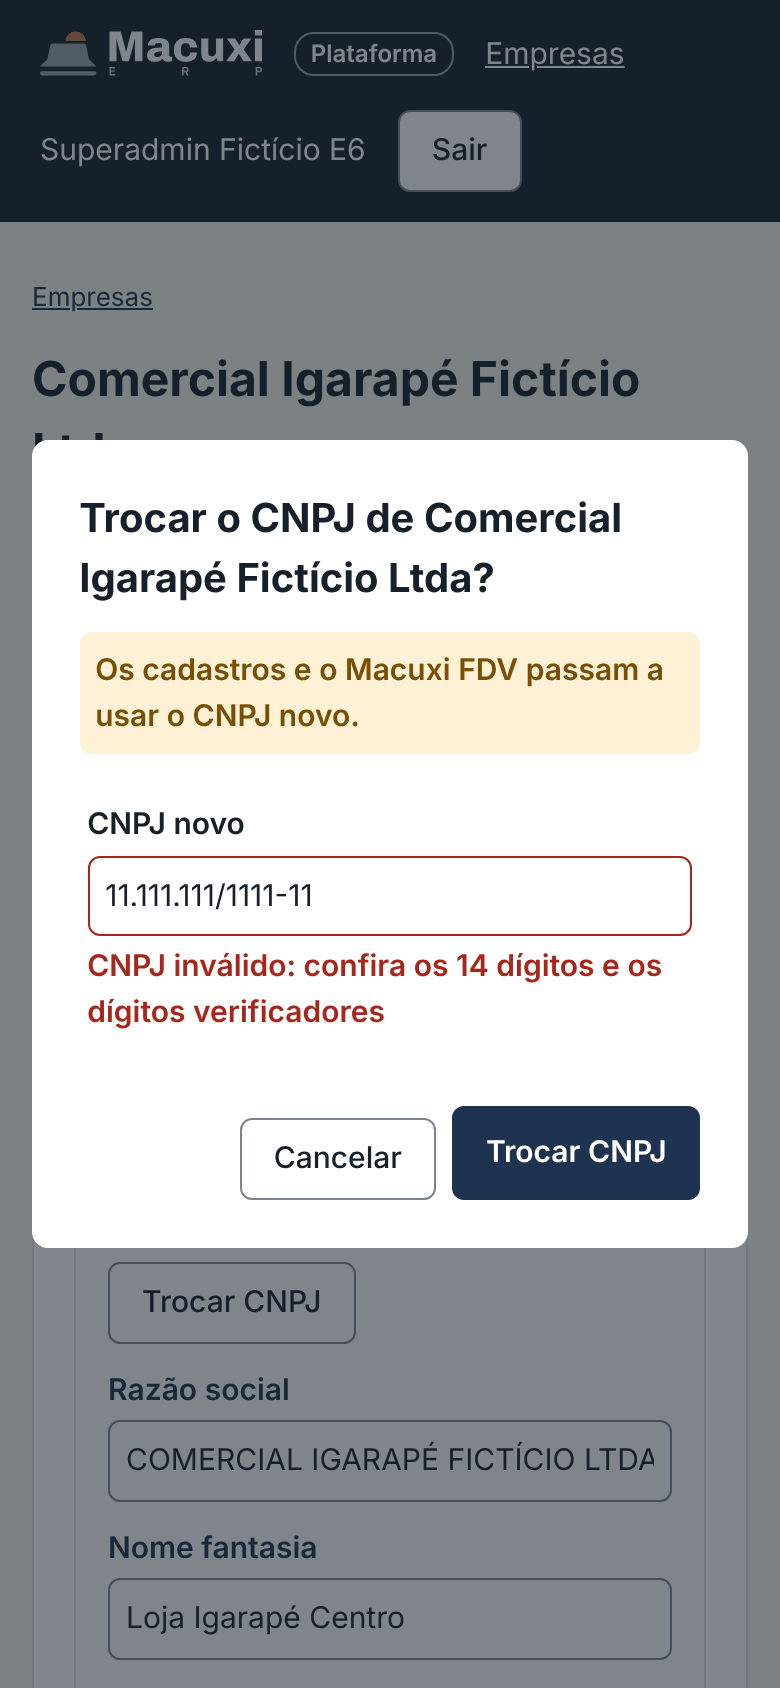 Macuxi
E R P
Plataforma
Empresas
Superadmin Fictício E6
Sair
Empresas
Comercial Igarapé Fictício
Trocar o CNPJ de Comercial
Igarapé Fictício Ltda?
Os cadastros e o Macuxi FDV passam a
usar o CNPJ novo.
CNPJ novo
11.111.111/1111-11
CNPJ inválido: confira os 14 dígitos e os
dígitos verificadores
Cancelar
Trocar CNPJ
Trocar CNPJ
Razão social
COMERCIAL IGARAPÉ FICTÍCIO LTDA
Nome fantasia
Loja Igarapé Centro